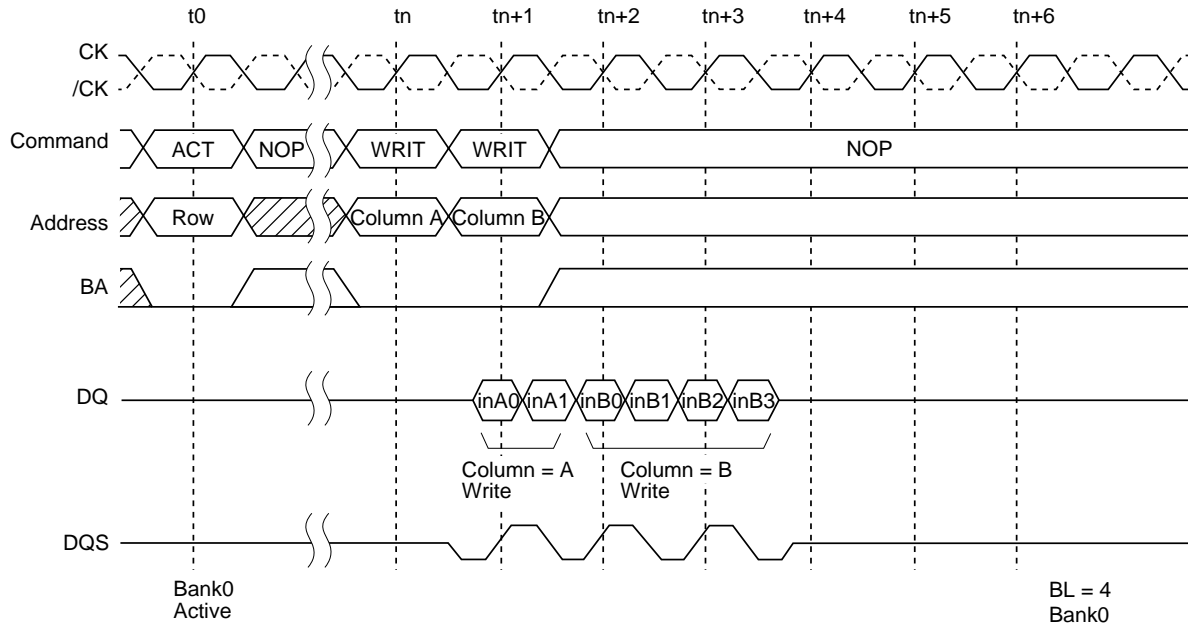 t0 tn tn+1 tn+2 tn+3 tn+4 tn+5 tn+6
CK
/CK
Command ACT NOP WRIT WRIT NOP
Address Row Column A Column B
BA
DQ inA0 inA1 inB0 inB1 inB2 inB3
Column = A Column = B
Write Write
DQS
Bank0 BL = 4
Active Bank0